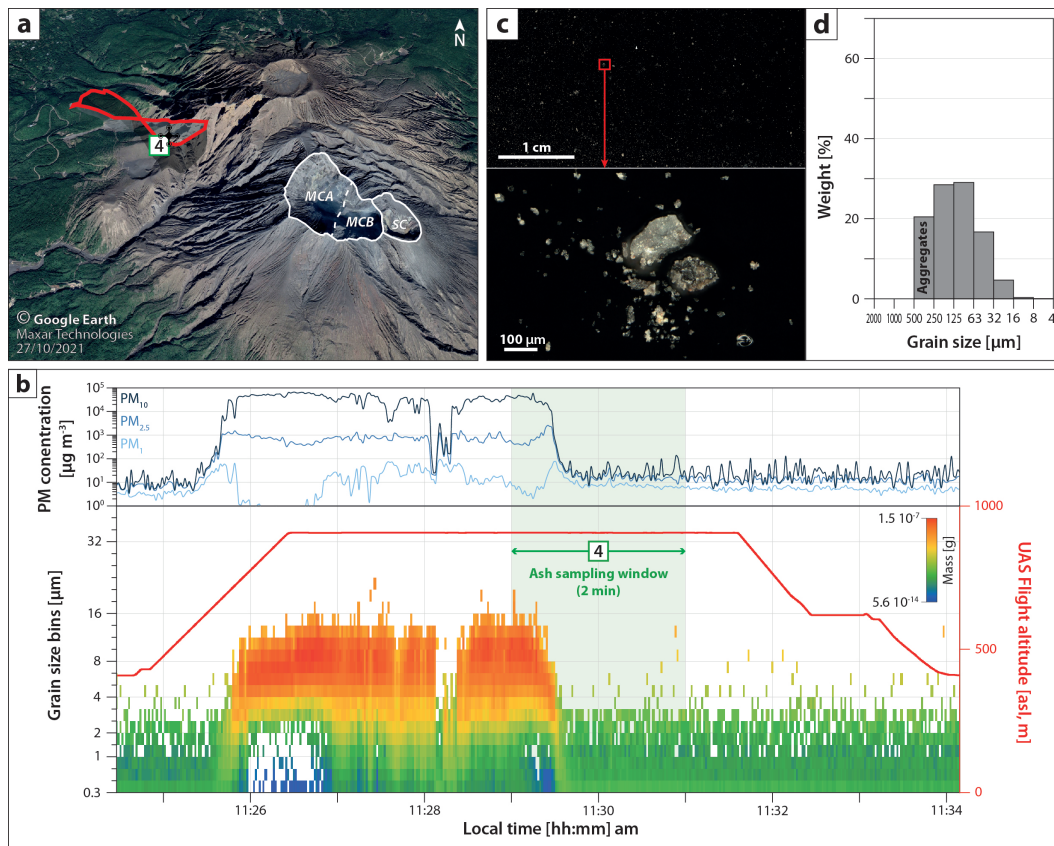 a
N
4
MCA
MCB
SC
© Google Earth
Maxar Technologies
27/10/2021
c
1 cm
100 µm
d
Weight [%]
60
40
20
0
Aggregates
2000 1000 500 250 125 63 32 16 8 4
Grain size [µm]
b
PM conentration
[µg m⁻³]
10⁵
10⁴
10³
10²
10¹
10⁰
PM₁₀
PM₂.₅
PM₁
Grain size bins [µm]
32
16
8
4
2
1
0.3
4
Ash sampling window
(2 min)
1.5 10⁻⁷
5.6 10⁻¹⁴
Mass [g]
1000
500
0
UAS Flight altitude [asl, m]
11:26 11:28 11:30 11:32 11:34
Local time [hh:mm] am